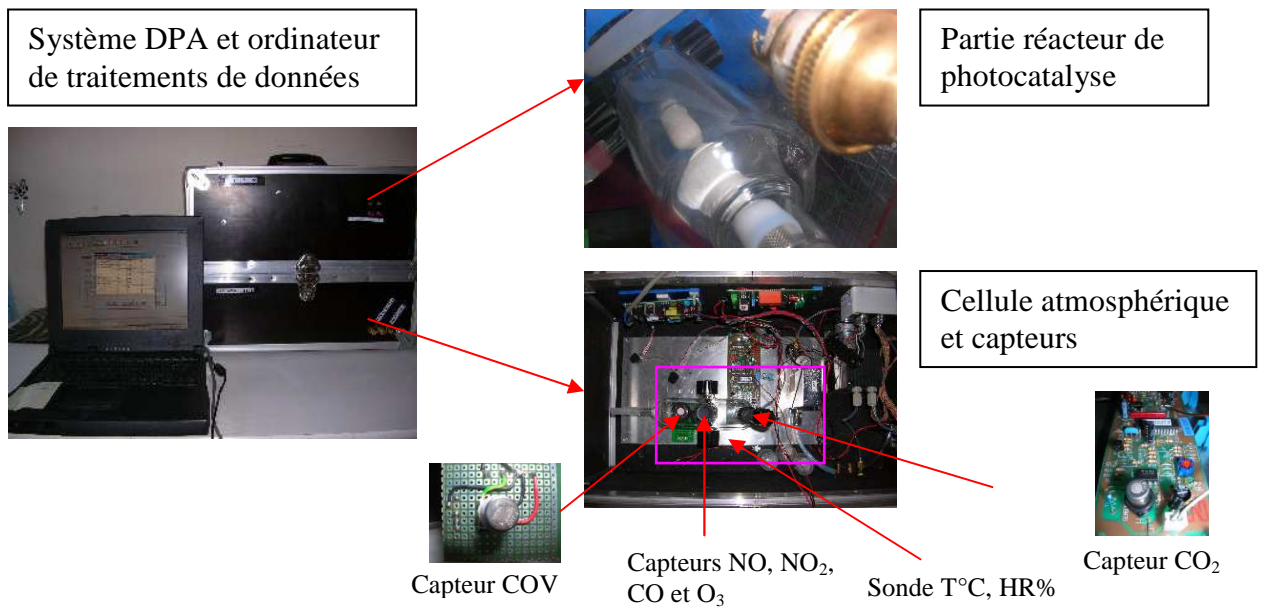 Système DPA et ordinateur
de traitements de données
Partie réacteur de
photocatalyse
Cellule atmosphérique
et capteurs
Capteur COV
Capteurs NO, NO₂,
CO et O₃
Sonde T°C, HR%
Capteur CO₂